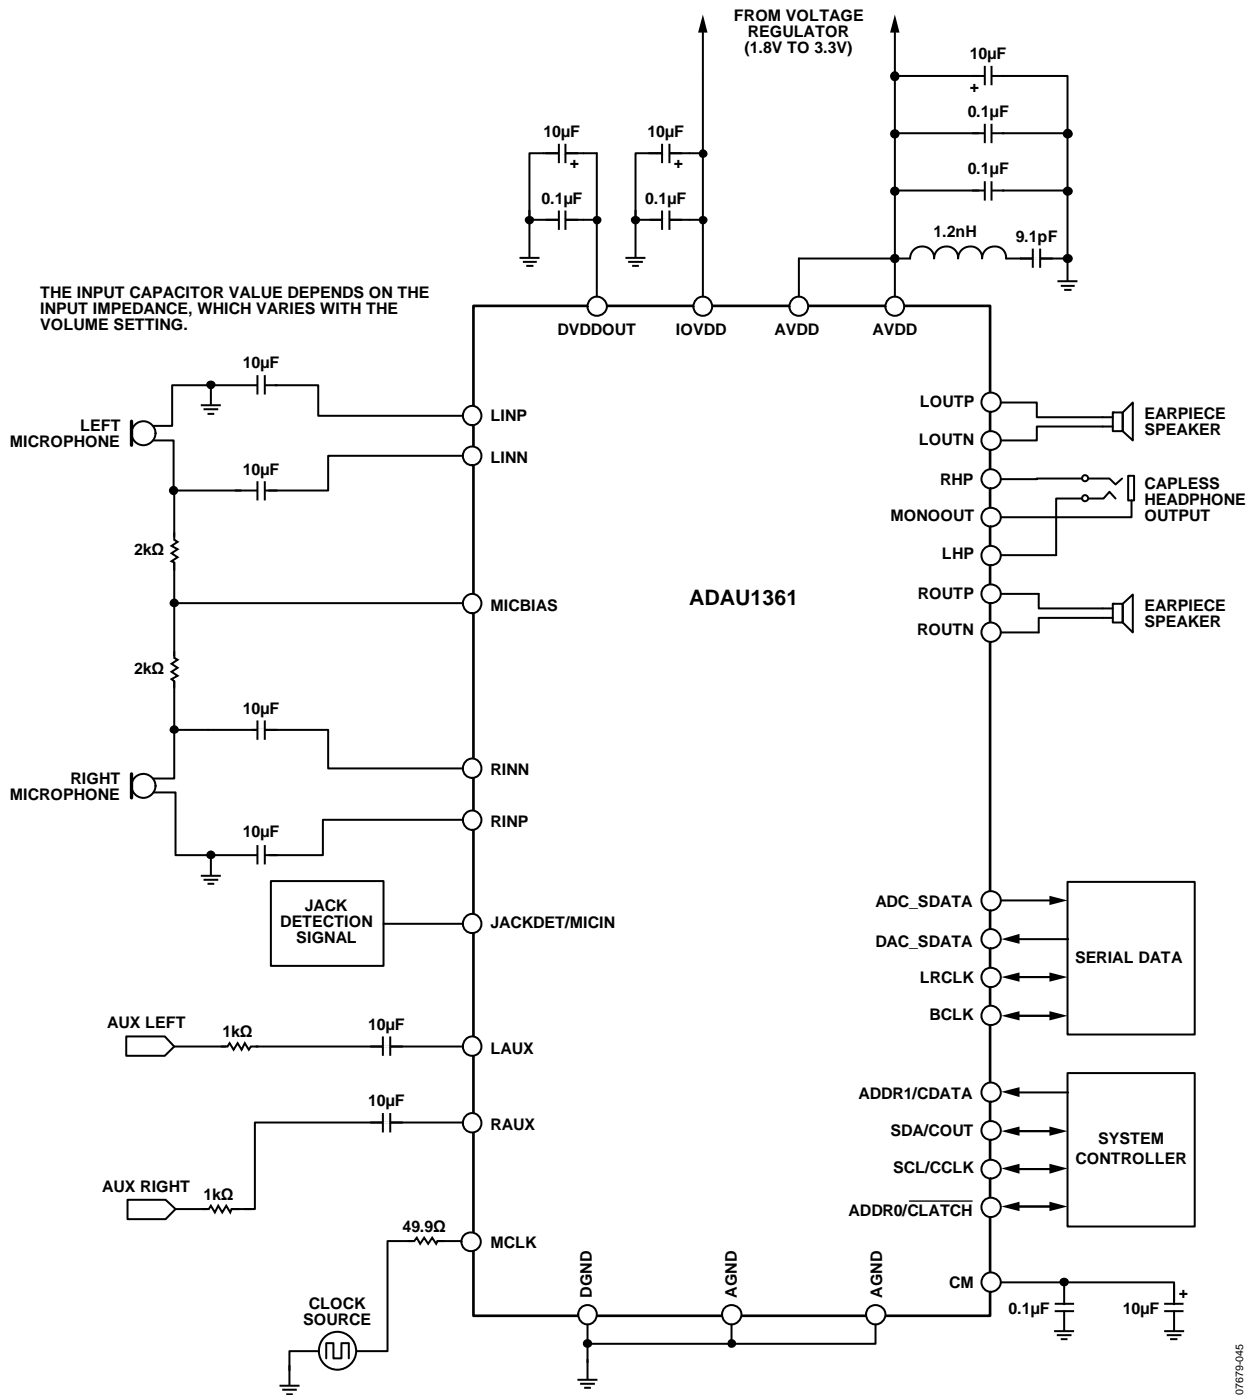 FROM VOLTAGE
REGULATOR
(1.8V TO 3.3V)
10µF
+
0.1µF
0.1µF
1.2nH
9.1pF
10µF
+
0.1µF
10µF
+
0.1µF
THE INPUT CAPACITOR VALUE DEPENDS ON THE
INPUT IMPEDANCE, WHICH VARIES WITH THE
VOLUME SETTING.
DVDDOUT
IOVDD
AVDD
AVDD
10µF
LEFT
MICROPHONE
LINP
10µF
LINN
2kΩ
MICBIAS
2kΩ
10µF
RINN
RIGHT
MICROPHONE
10µF
RINP
JACK
DETECTION
SIGNAL
JACKDET/MICIN
AUX LEFT
1kΩ
10µF
LAUX
10µF
RAUX
AUX RIGHT
1kΩ
49.9Ω
MCLK
CLOCK
SOURCE
ADAU1361
LOUTP
LOUTN
EARPIECE
SPEAKER
RHP
MONOOUT
LHP
CAPLESS
HEADPHONE
OUTPUT
ROUTP
ROUTN
EARPIECE
SPEAKER
ADC_SDATA
DAC_SDATA
LRCLK
BCLK
SERIAL DATA
ADDR1/CDATA
SDA/COUT
SCL/CCLK
ADDR0/CLATCH
SYSTEM
CONTROLLER
DGND
AGND
AGND
CM
0.1µF
10µF
+
07679-045